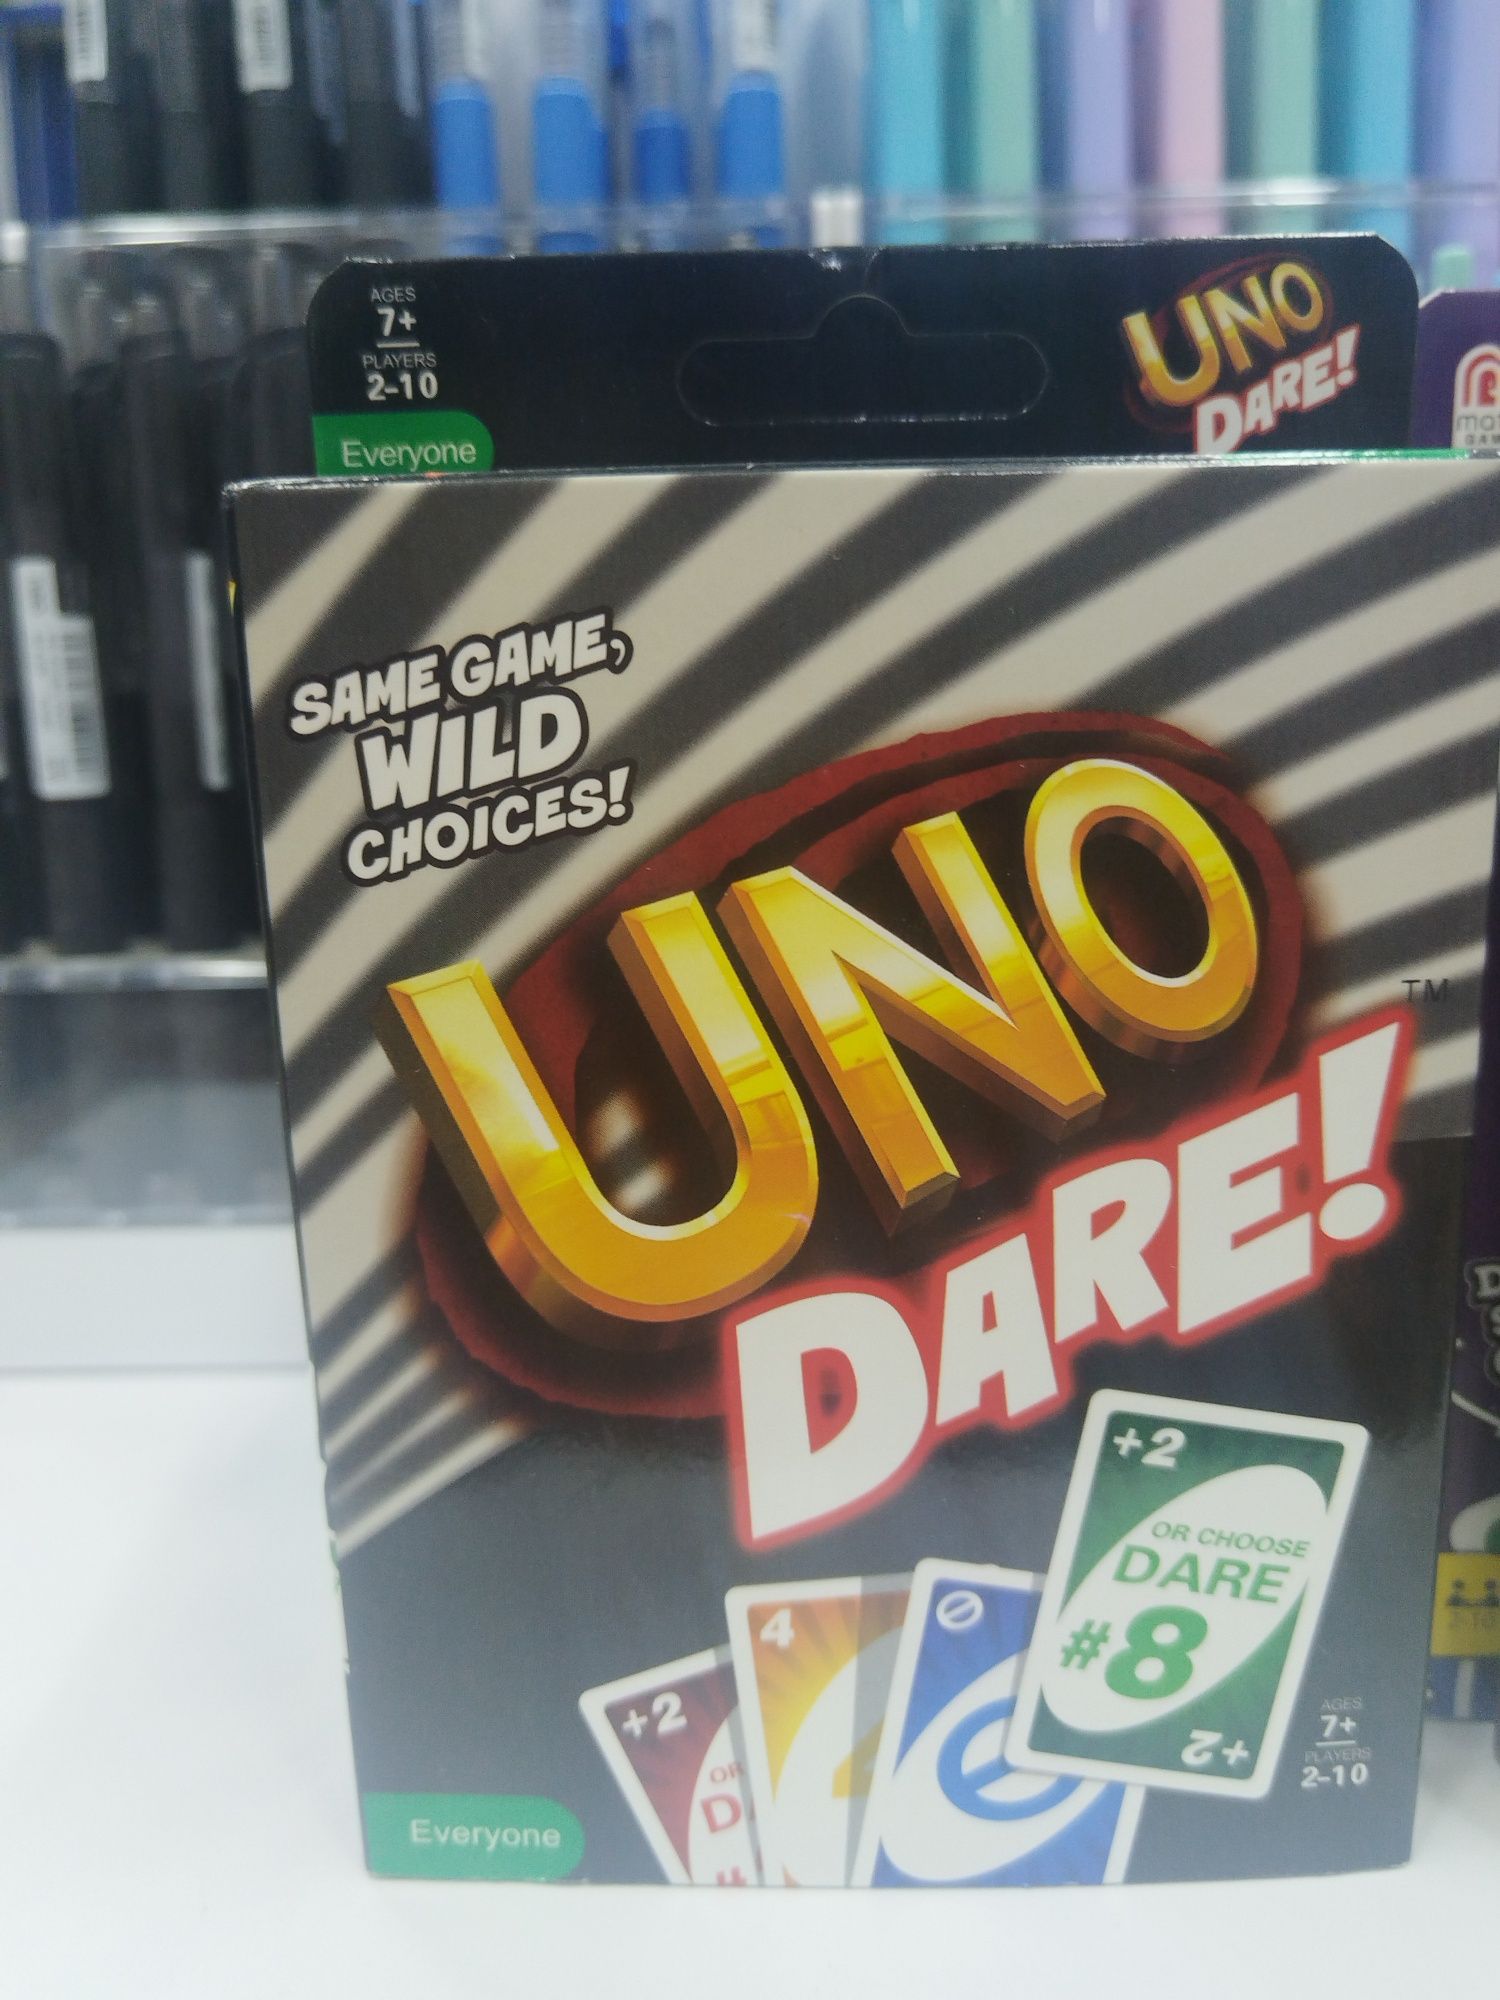 AGES
7+
PLAYERS
2-10
Everyone
UNO
DARE!
SAME GAME,
WILD
CHOICES!
UNO
TM
DARE!
+2
OR CHOOSE
DARE
#8
+2
4
+2
OR
D
#
AGES
7+
PLAYERS
2-10
Everyone